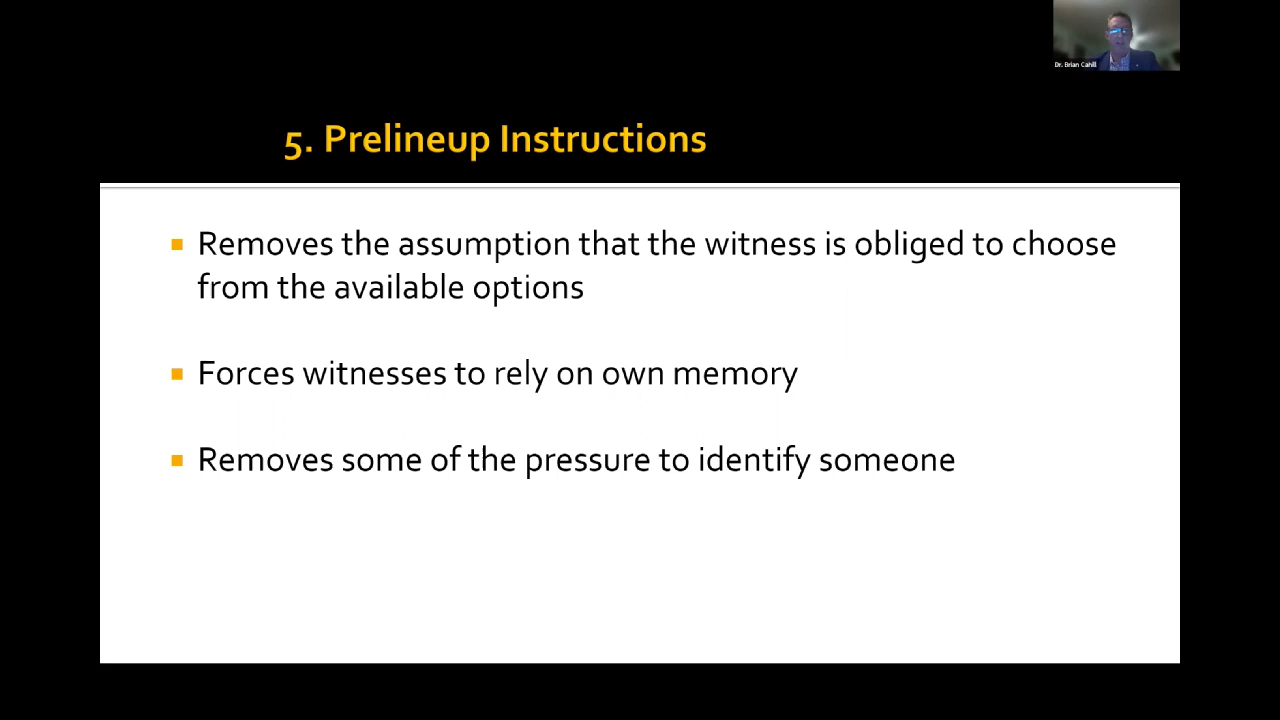 Dr. Brian Cahill
5. Prelineup Instructions
Removes the assumption that the witness is obliged to choose
from the available options
Forces witnesses to rely on own memory
Removes some of the pressure to identify someone